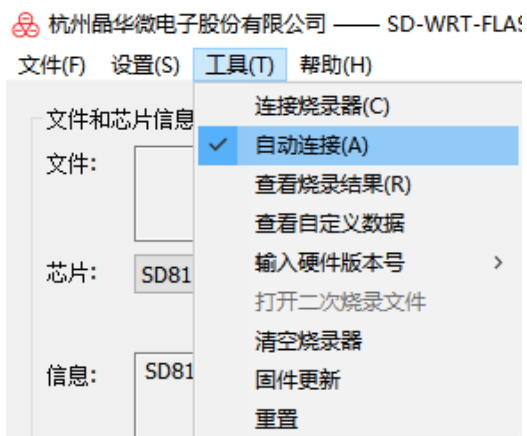 杭州晶华微电子股份有限公司 —— SD-WRT-FLAS
文件(F) 设置(S) 工具(T) 帮助(H)
连接烧录器(C)
文件和芯片信息
自动连接(A)
文件:
查看烧录结果(R)
查看自定义数据
输入硬件版本号
芯片: SD81
打开二次烧录文件
清空烧录器
信息: SD81
固件更新
重置